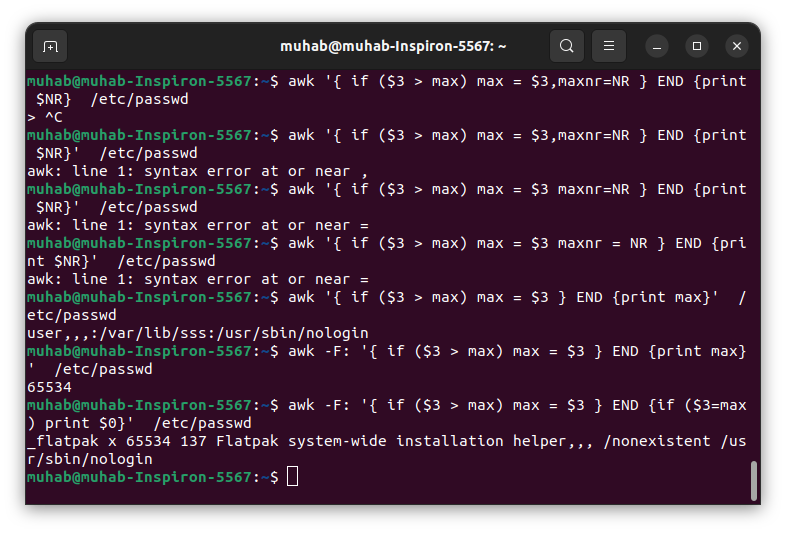 muhab@muhab-Inspiron-5567: ~
muhab@muhab-Inspiron-5567:~$ awk '{ if ($3 > max) max = $3,maxnr=NR } END {print
 $NR}  /etc/passwd
> ^C
muhab@muhab-Inspiron-5567:~$ awk '{ if ($3 > max) max = $3,maxnr=NR } END {print
 $NR}'  /etc/passwd
awk: line 1: syntax error at or near ,
muhab@muhab-Inspiron-5567:~$ awk '{ if ($3 > max) max = $3 maxnr=NR } END {print
 $NR}'  /etc/passwd
awk: line 1: syntax error at or near =
muhab@muhab-Inspiron-5567:~$ awk '{ if ($3 > max) max = $3 maxnr = NR } END {pri
nt $NR}'  /etc/passwd
awk: line 1: syntax error at or near =
muhab@muhab-Inspiron-5567:~$ awk '{ if ($3 > max) max = $3 } END {print max}'  /
etc/passwd
user,,,:/var/lib/sss:/usr/sbin/nologin
muhab@muhab-Inspiron-5567:~$ awk -F: '{ if ($3 > max) max = $3 } END {print max}
'  /etc/passwd
65534
muhab@muhab-Inspiron-5567:~$ awk -F: '{ if ($3 > max) max = $3 } END {if ($3=max
) print $0}'  /etc/passwd
_flatpak x 65534 137 Flatpak system-wide installation helper,,, /nonexistent /us
r/sbin/nologin
muhab@muhab-Inspiron-5567:~$